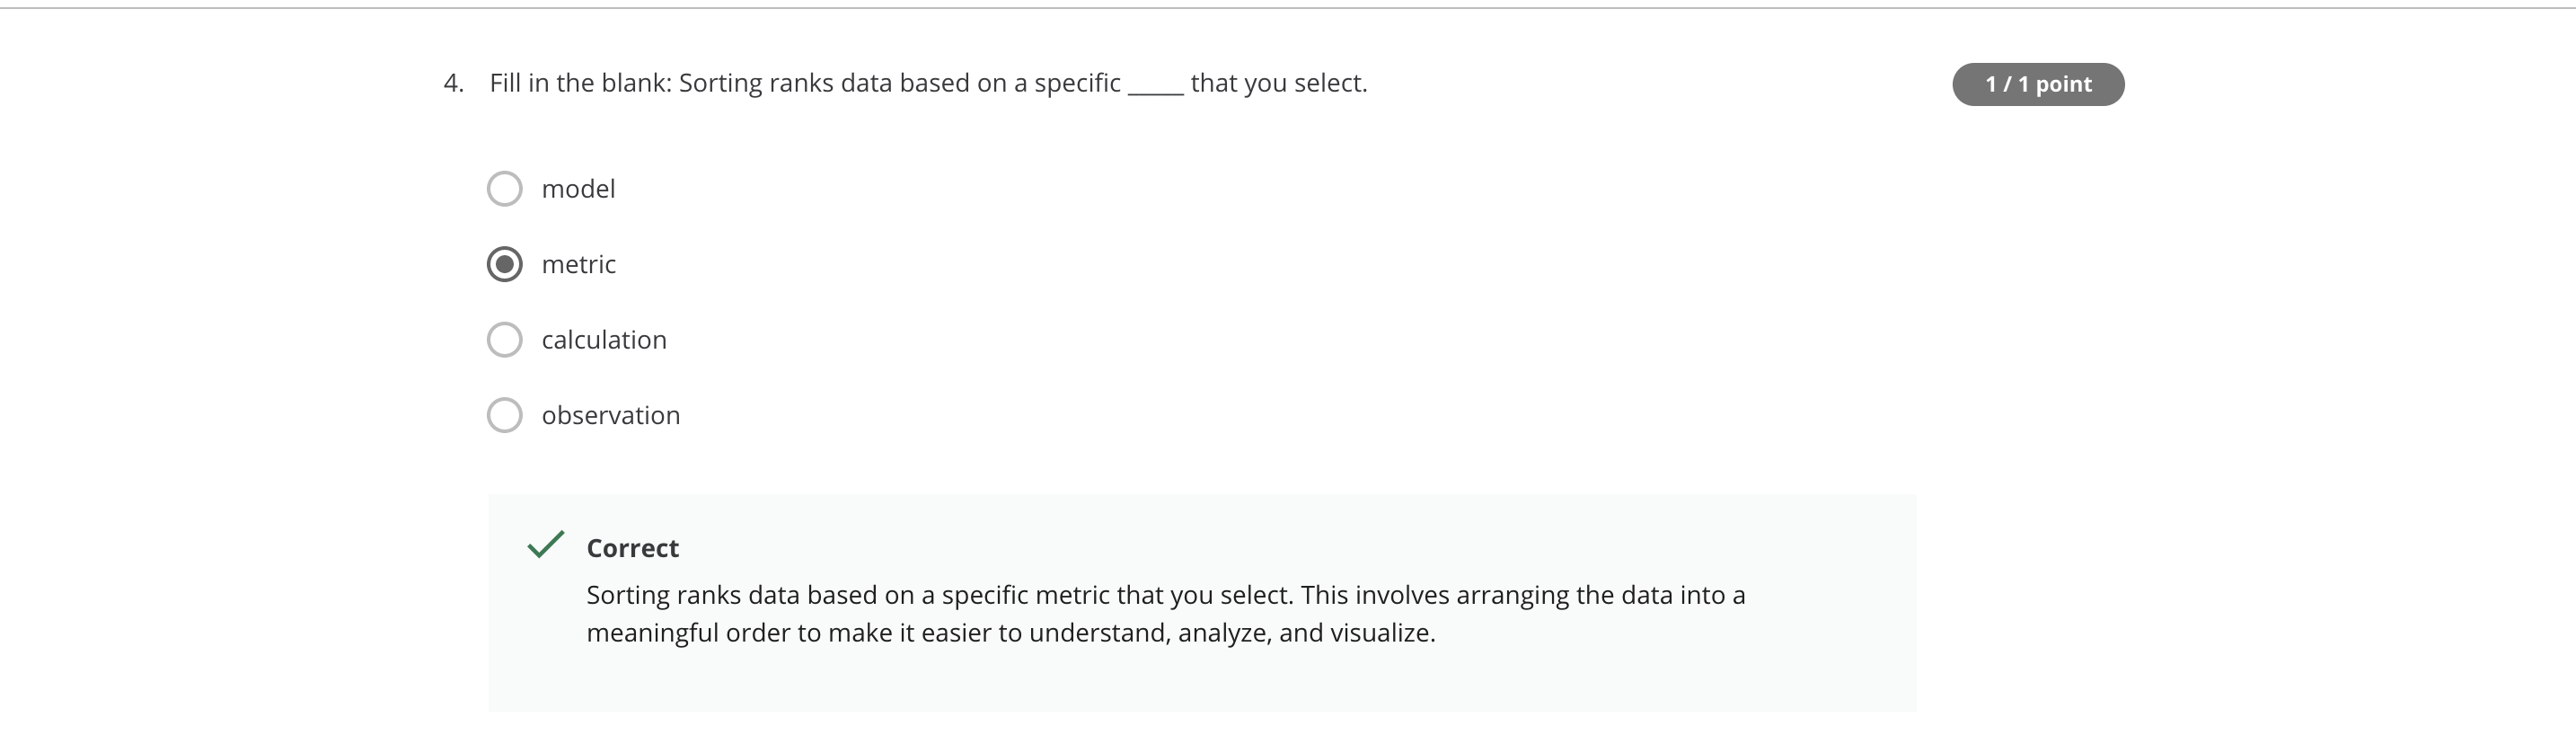 4. Fill in the blank: Sorting ranks data based on a specific _____ that you select.
1 / 1 point
model
metric
calculation
observation
Correct
Sorting ranks data based on a specific metric that you select. This involves arranging the data into a
meaningful order to make it easier to understand, analyze, and visualize.